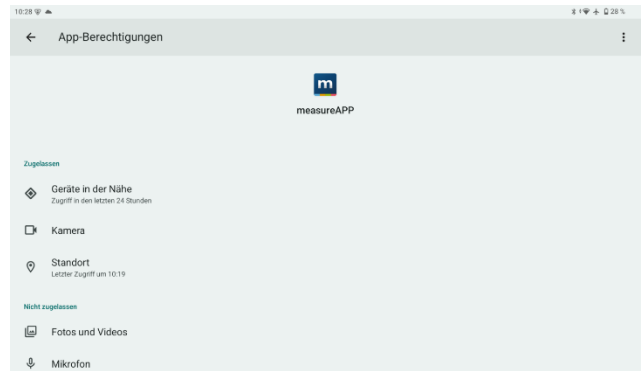 10:28
28 %
App-Berechtigungen
m
measureAPP
Zugelassen
Geräte in der Nähe
Zugriff in den letzten 24 Stunden
Kamera
Standort
Letzter Zugriff um 10:19
Nicht zugelassen
Fotos und Videos
Mikrofon